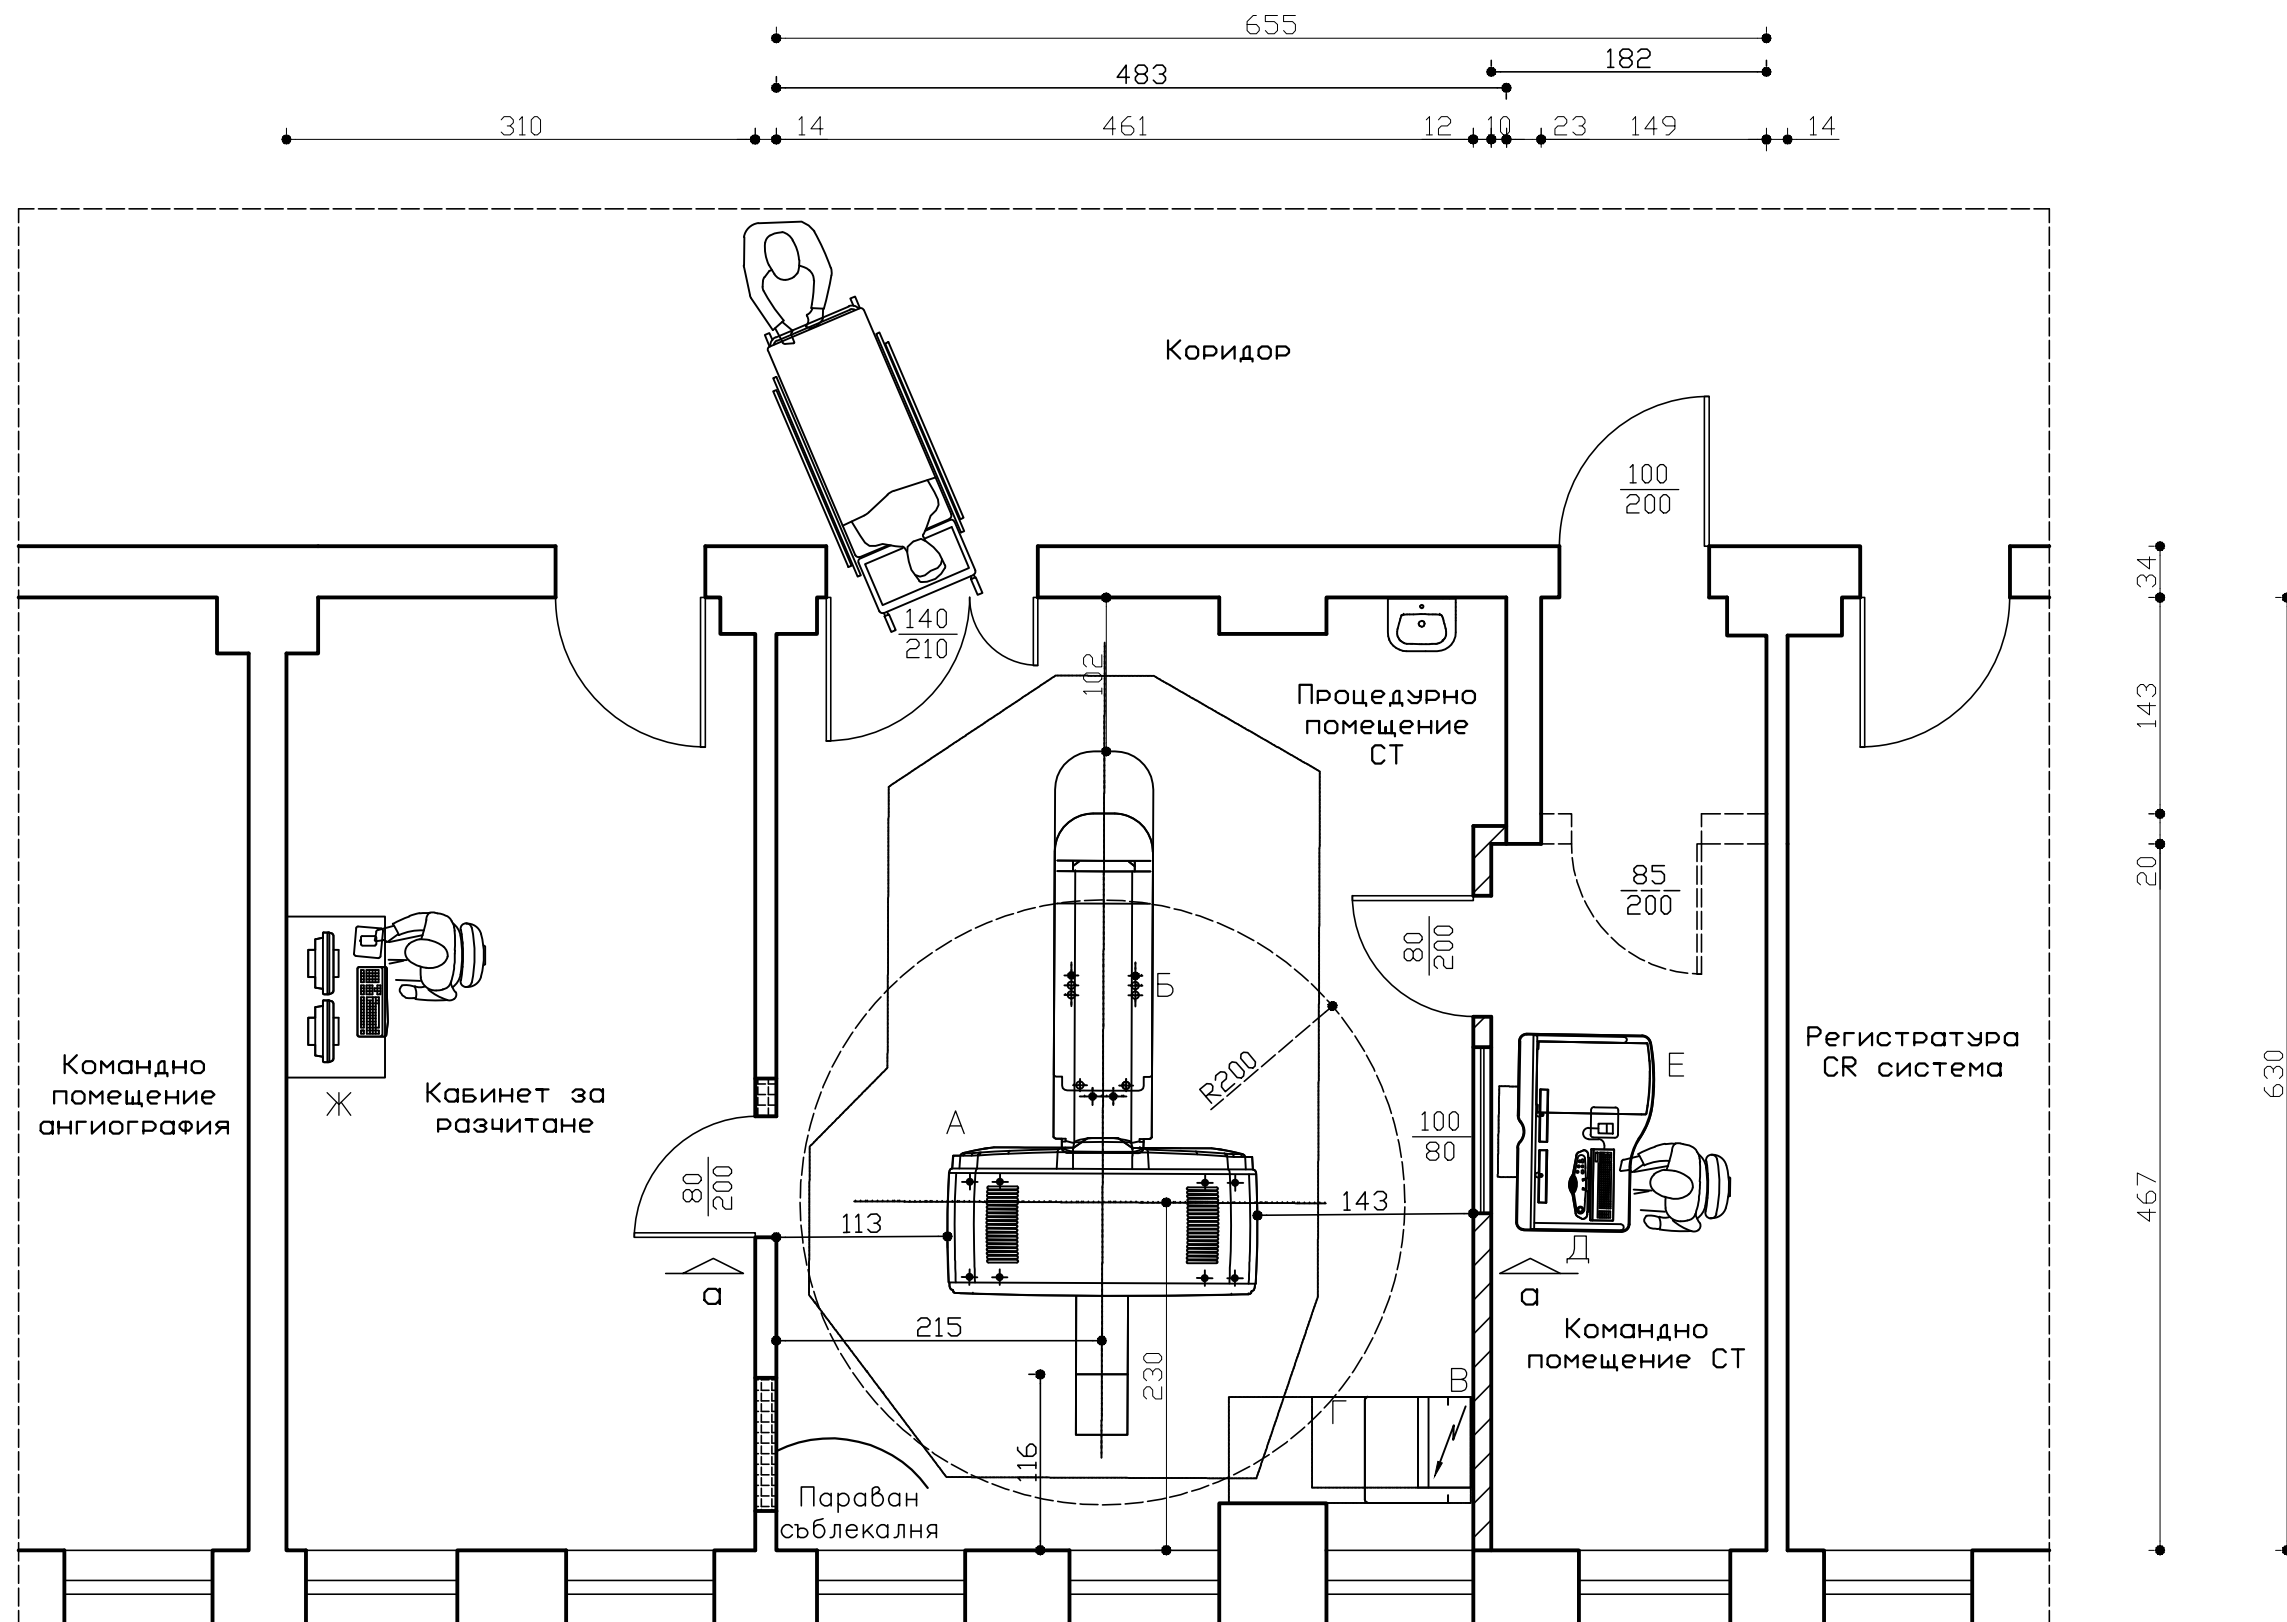 655
182
483
310
14
461
12
10
23
149
14
Коридор
100
200
34
140
210
102
Процедурно
помещение
СТ
143
20
85
200
80
200
Б
R200
Командно
помещение
ангиография
Ж
Кабинет за
разчитане
А
Е
Регистратура
CR система
630
100
80
80
200
113
143
467
Д
а
а
215
230
Командно
помещение СТ
В
Г
116
Параван
съблекалня